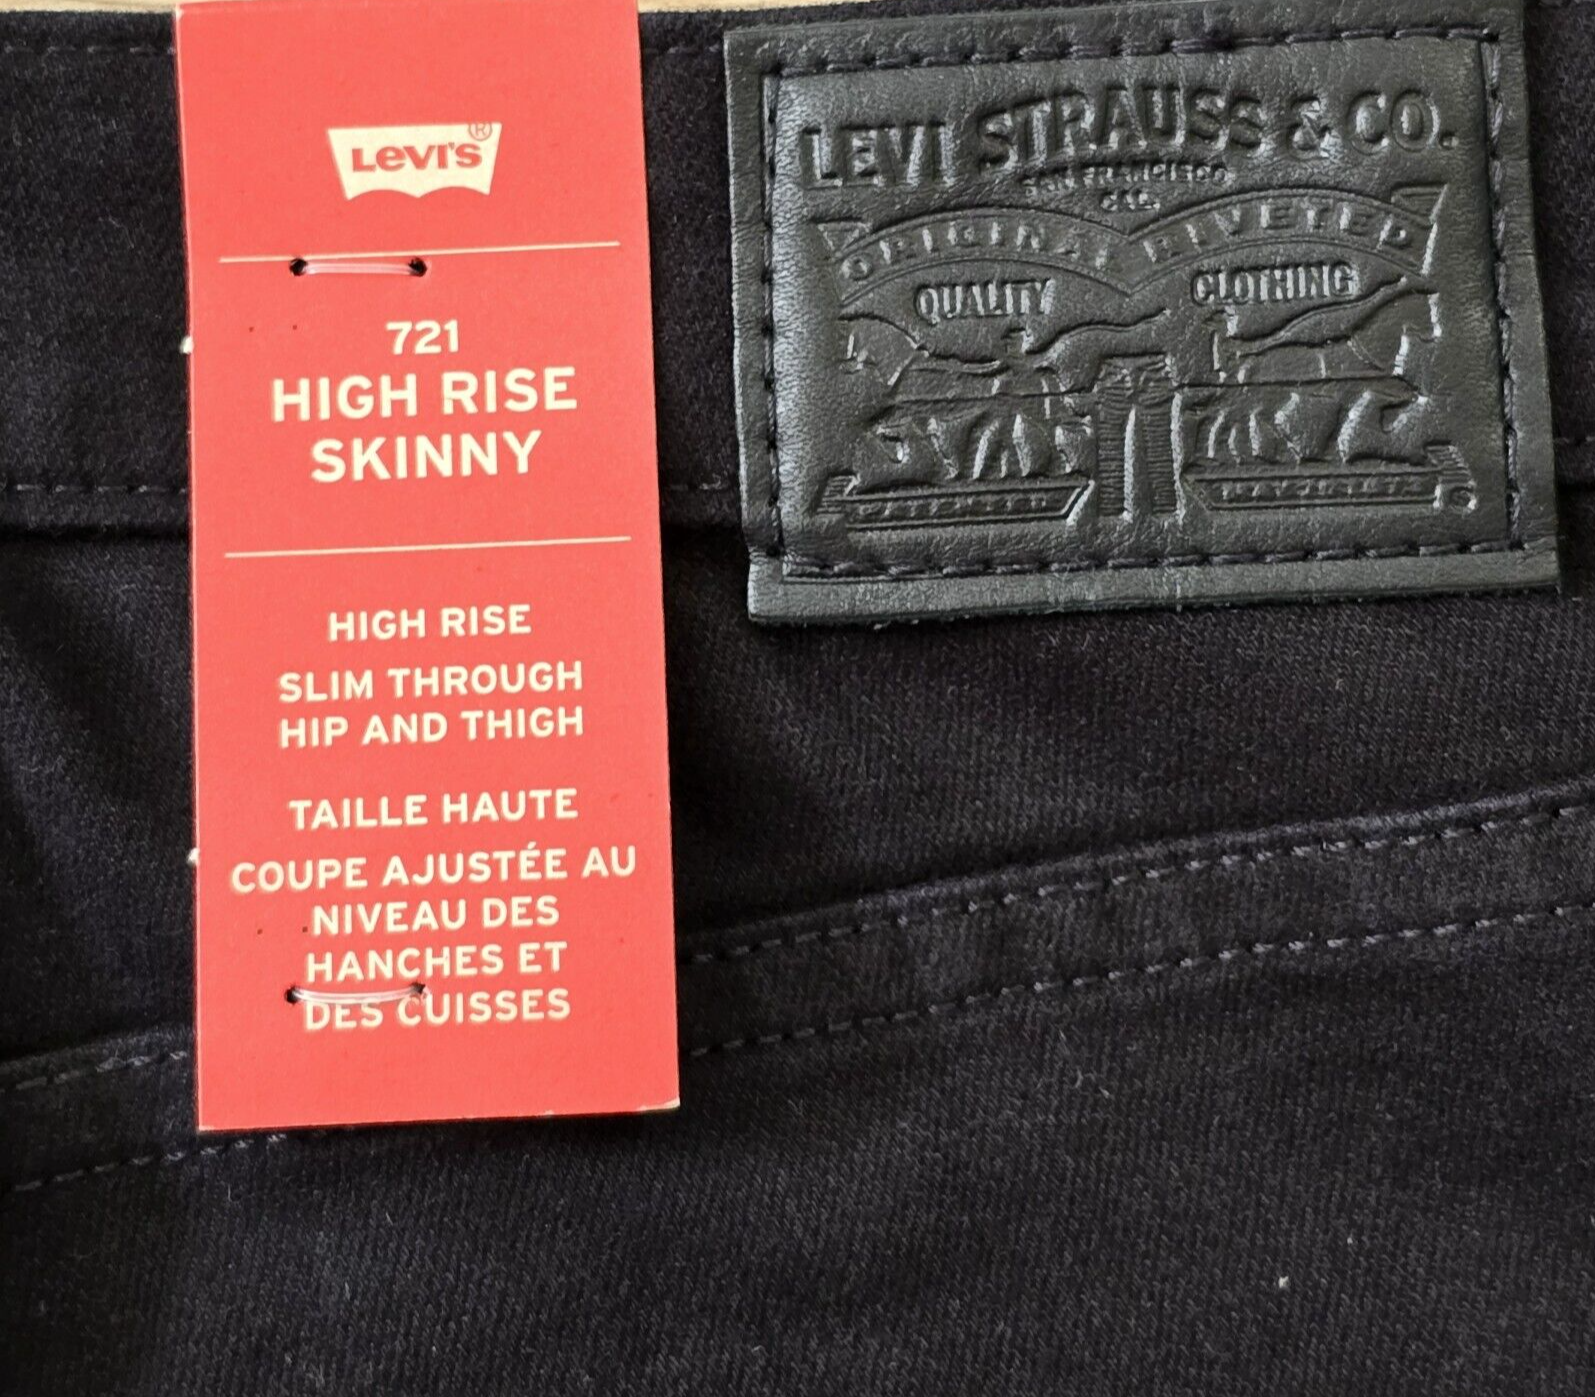 Levi's®
721
HIGH RISE
SKINNY
HIGH RISE
SLIM THROUGH
HIP AND THIGH
TAILLE HAUTE
COUPE AJUSTÉE AU
NIVEAU DES
HANCHES ET
DES CUISSES
LEVI STRAUSS & CO.
SAN FRANCISCO
CAL.
ORIGINAL RIVETED
QUALITY CLOTHING
PATENTED